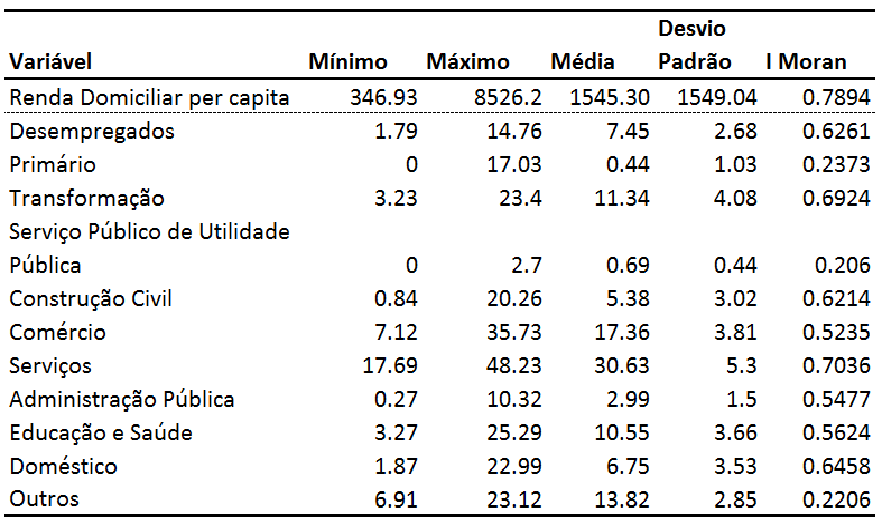 Desvio
Variável Mínimo Máximo Média Padrão I Moran
Renda Domiciliar per capita 346.93 8526.2 1545.30 1549.04 0.7894
Desempregados 1.79 14.76 7.45 2.68 0.6261
Primário 0 17.03 0.44 1.03 0.2373
Transformação 3.23 23.4 11.34 4.08 0.6924
Serviço Público de Utilidade
Pública 0 2.7 0.69 0.44 0.206
Construção Civil 0.84 20.26 5.38 3.02 0.6214
Comércio 7.12 35.73 17.36 3.81 0.5235
Serviços 17.69 48.23 30.63 5.3 0.7036
Administração Pública 0.27 10.32 2.99 1.5 0.5477
Educação e Saúde 3.27 25.29 10.55 3.66 0.5624
Doméstico 1.87 22.99 6.75 3.53 0.6458
Outros 6.91 23.12 13.82 2.85 0.2206